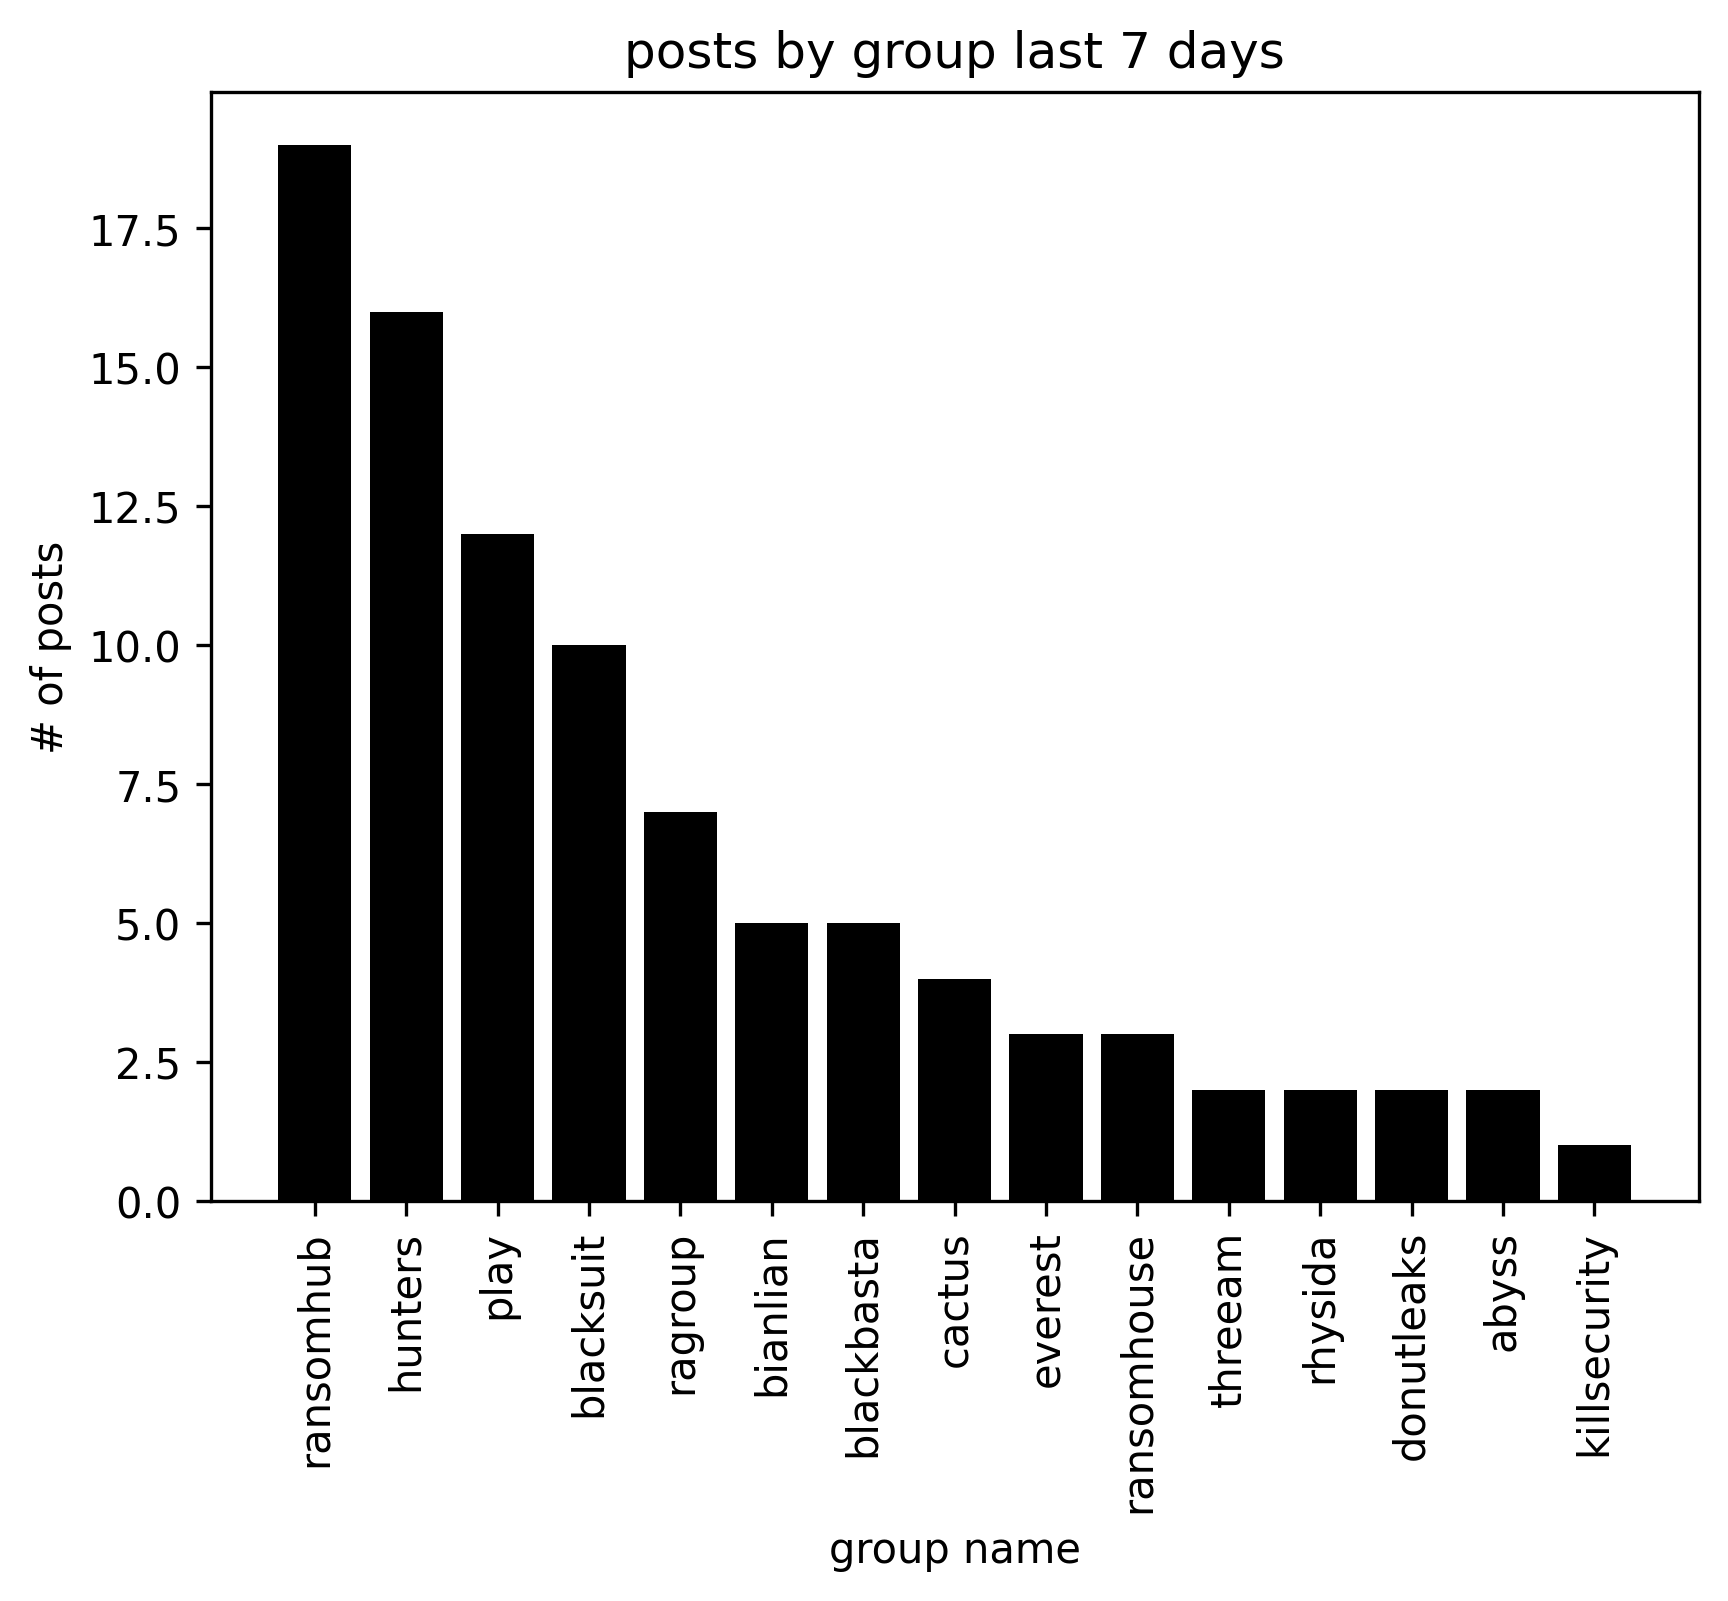 posts by group last 7 days
# of posts
17.5
15.0
12.5
10.0
7.5
5.0
2.5
0.0
ransomhub
hunters
play
blacksuit
ragroup
bianlian
blackbasta
cactus
everest
ransomhouse
threeam
rhysida
donutleaks
abyss
killsecurity
group name